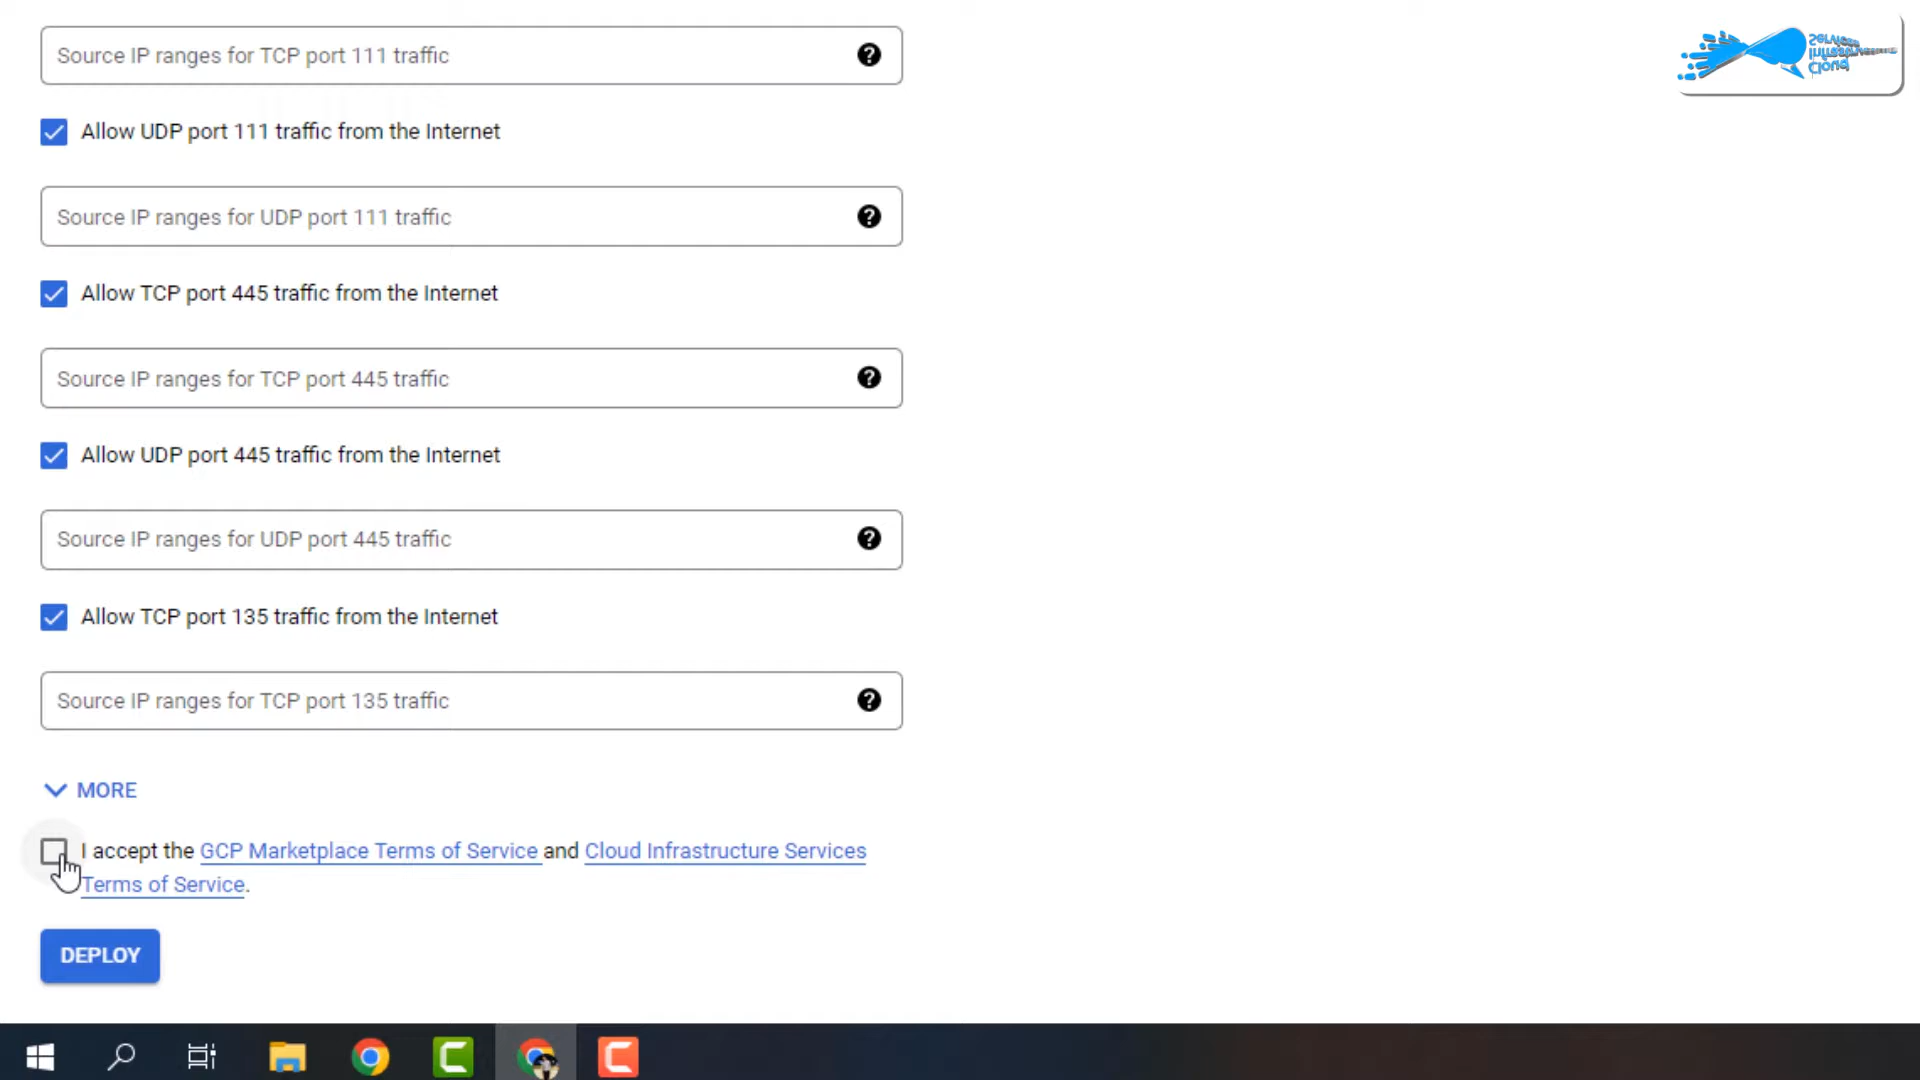 Source IP ranges for TCP port 111 traffic
Allow UDP port 111 traffic from the Internet
Source IP ranges for UDP port 111 traffic
Allow TCP port 445 traffic from the Internet
Source IP ranges for TCP port 445 traffic
Allow UDP port 445 traffic from the Internet
Source IP ranges for UDP port 445 traffic
Allow TCP port 135 traffic from the Internet
Source IP ranges for TCP port 135 traffic
MORE
I accept the GCP Marketplace Terms of Service and Cloud Infrastructure Services
Terms of Service.
DEPLOY